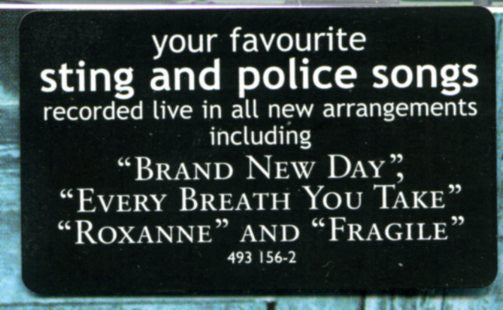 your favourite
sting and police songs
recorded live in all new arrangements
including
“BRAND NEW DAY”,
“EVERY BREATH YOU TAKE”
“ROXANNE” AND “FRAGILE”
493 156-2